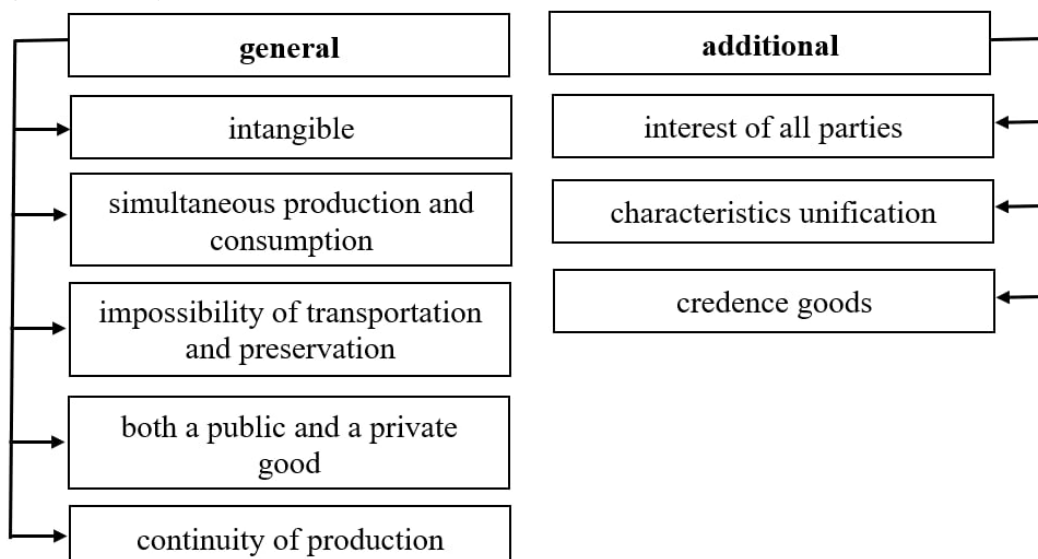 general
intangible
simultaneous production and
consumption
impossibility of transportation
and preservation
both a public and a private
good
continuity of production
additional
interest of all parties
characteristics unification
credence goods